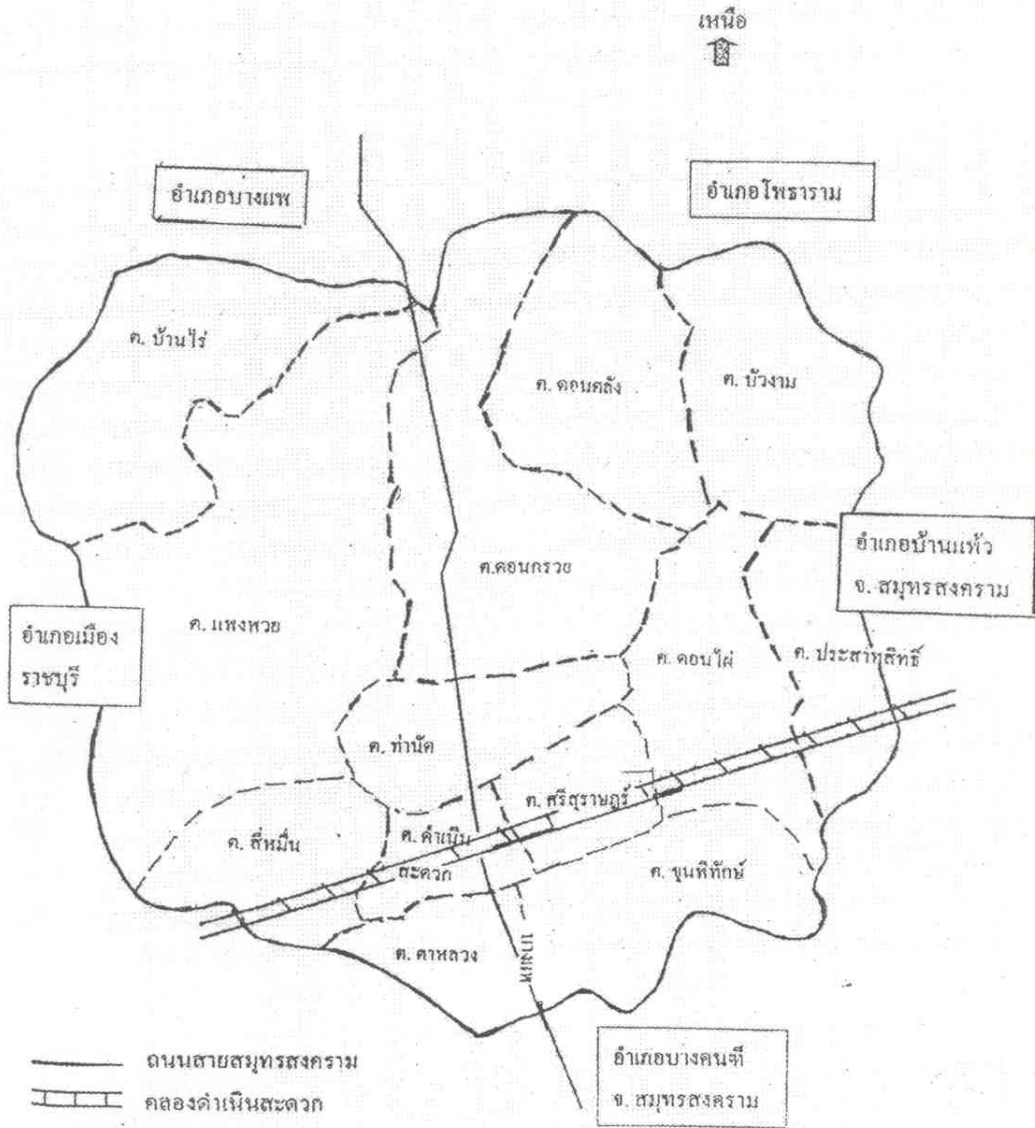 เหนือ
อำเภอบางแพ
อำเภอโพธาราม
ต. บ้านไร่
ต. ดอนคลัง
ต. บัวงาม
อำเภอบ้านแพ้ว
จ. สมุทรสงคราม
ต.ดอนกรวย
อำเภอเมือง
ราชบุรี
ต. แพงพวย
ต. ดอนไผ่
ต. ประสาทสิทธิ์
ต. ท่านัด
ต. ศรีสุราษฎร์
ต. สี่หมื่น
ต. ดำเนิน
สะดวก
ต. ขุนพิทักษ์
ต. ตาหลวง
บางแพ
ถนนสายสมุทรสงคราม
คลองดำเนินสะดวก
อำเภอบางคนที
จ. สมุทรสงคราม